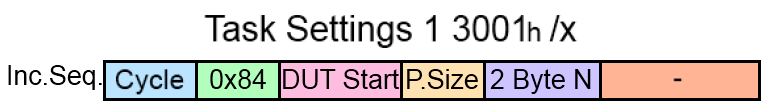 Task Settings 1 3001h /x
Inc.Seq. Cycle 0x84 DUT Start P.Size 2 Byte N -